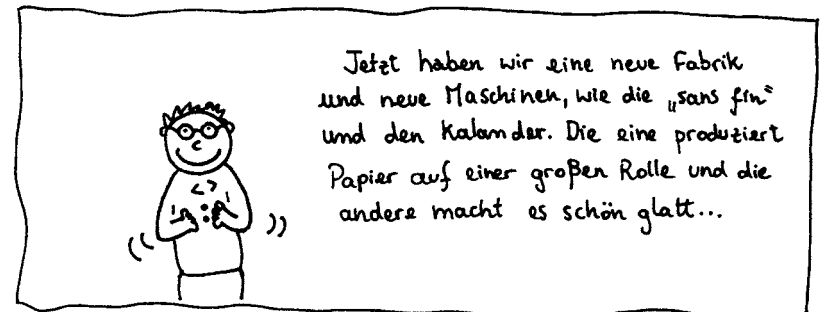 Jetzt haben wir eine neue Fabrik
und neue Maschinen, wie die „sans fin“
und den Kalander. Die eine produziert
Papier auf einer großen Rolle und die
andere macht es schön glatt...